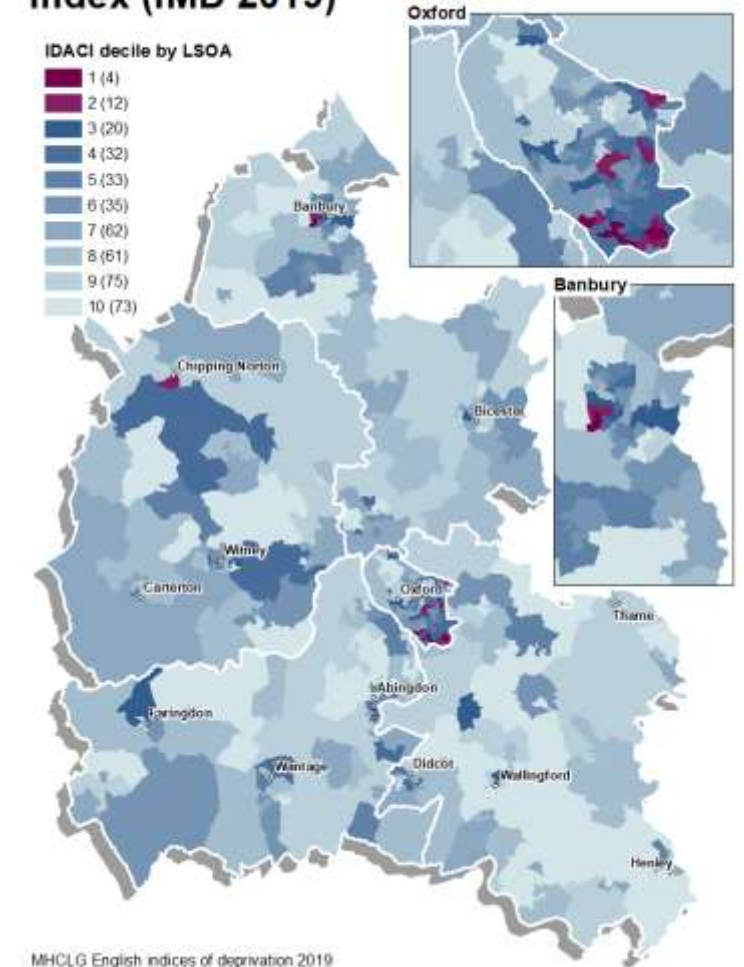 Index (IMD 2019)
IDACI decile by LSOA
1 (4)
2 (12)
3 (20)
4 (32)
5 (33)
6 (35)
7 (62)
8 (61)
9 (75)
10 (73)
Oxford
Banbury
Banbury
Chipping Norton
Bicester
Witney
Carterton
Oxford
Thame
Abingdon
Faringdon
Wantage
Didcot
Wallingford
Henley
MHCLG English indices of deprivation 2019